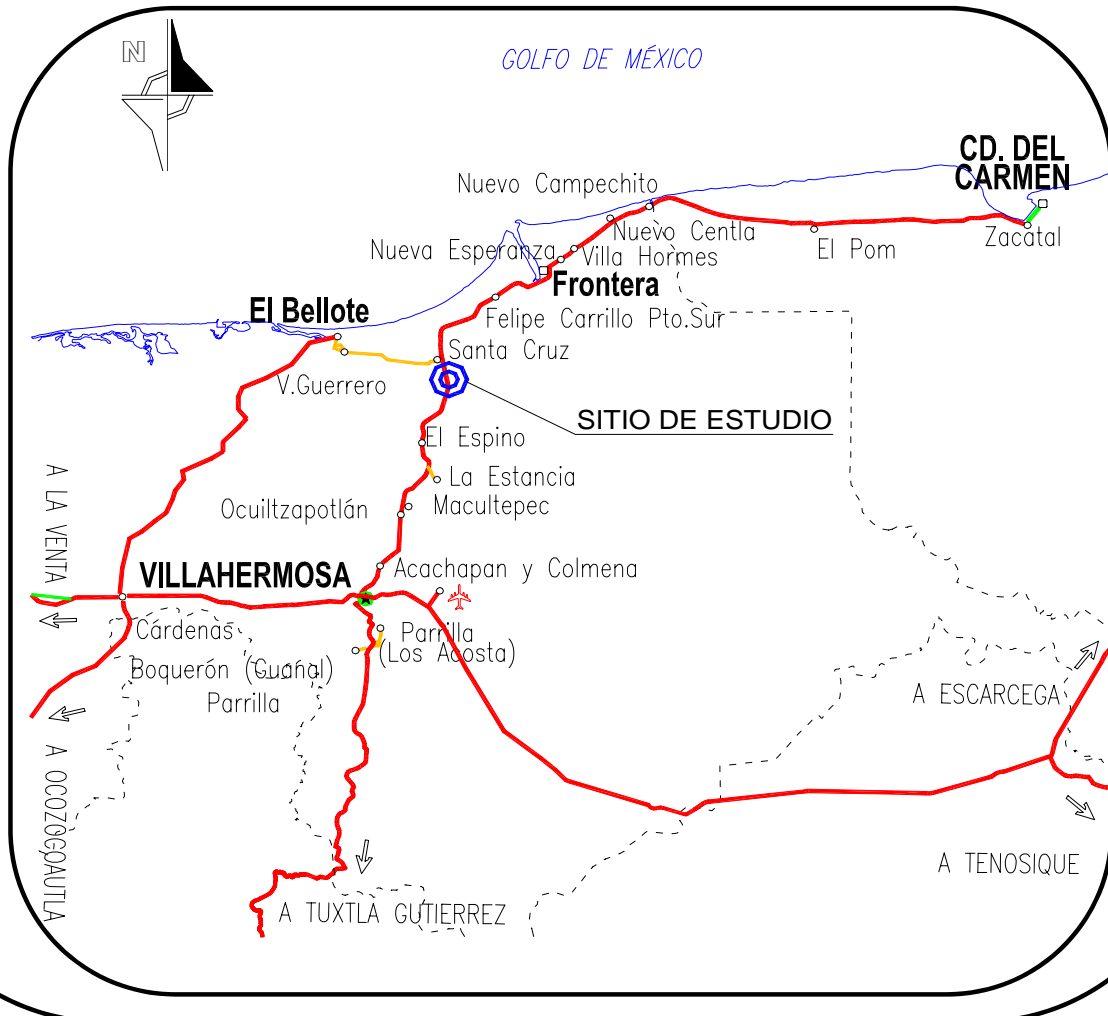 N
GOLFO DE MÉXICO
CD. DEL
CARMEN
Nuevo Campechito
Nuevo Centla
Zacatal
El Pom
Nueva Esperanza
Villa Hormes
Frontera
El Bellote
Felipe Carrillo Pto.Sur
Santa Cruz
V.Guerrero
SITIO DE ESTUDIO
El Espino
A LA VENTA
La Estancia
Ocuiltzapotlán
Macultepec
Acachapan y Colmena
VILLAHERMOSA
Cárdenas
Parrilla
(Los Acosta)
Boquerón (Guanal)
Parrilla
A ESCARCEGA
A OCOZOGOAUTLA
A TENOSIQUE
A TUXTLA GUTIERREZ